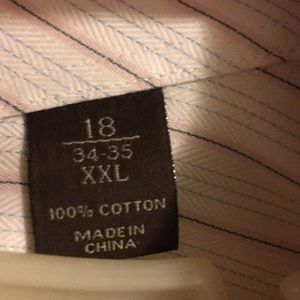 18
34-35
XXL
100% COTTON
MADE IN
CHINA